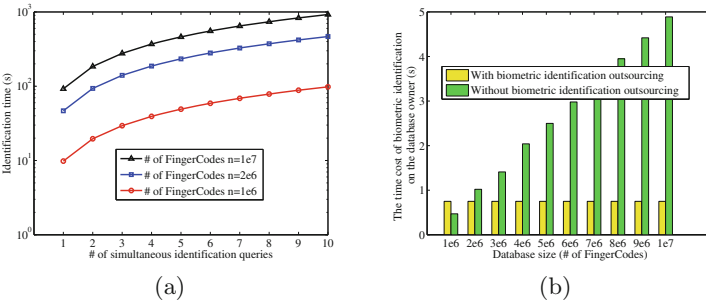 10^3
10^2
10^1
10^0
Identification time (s)
# of FingerCodes n=1e7
# of FingerCodes n=2e6
# of FingerCodes n=1e6
1 2 3 4 5 6 7 8 9 10
# of simultaneous identification queries
(a)
5
4
3
2
1
0
The time cost of biometric identification
on the database owner (s)
With biometric identification outsourcing
Without biometric identification outsourcing
1e6 2e6 3e6 4e6 5e6 6e6 7e6 8e6 9e6 1e7
Database size (# of FingerCodes)
(b)